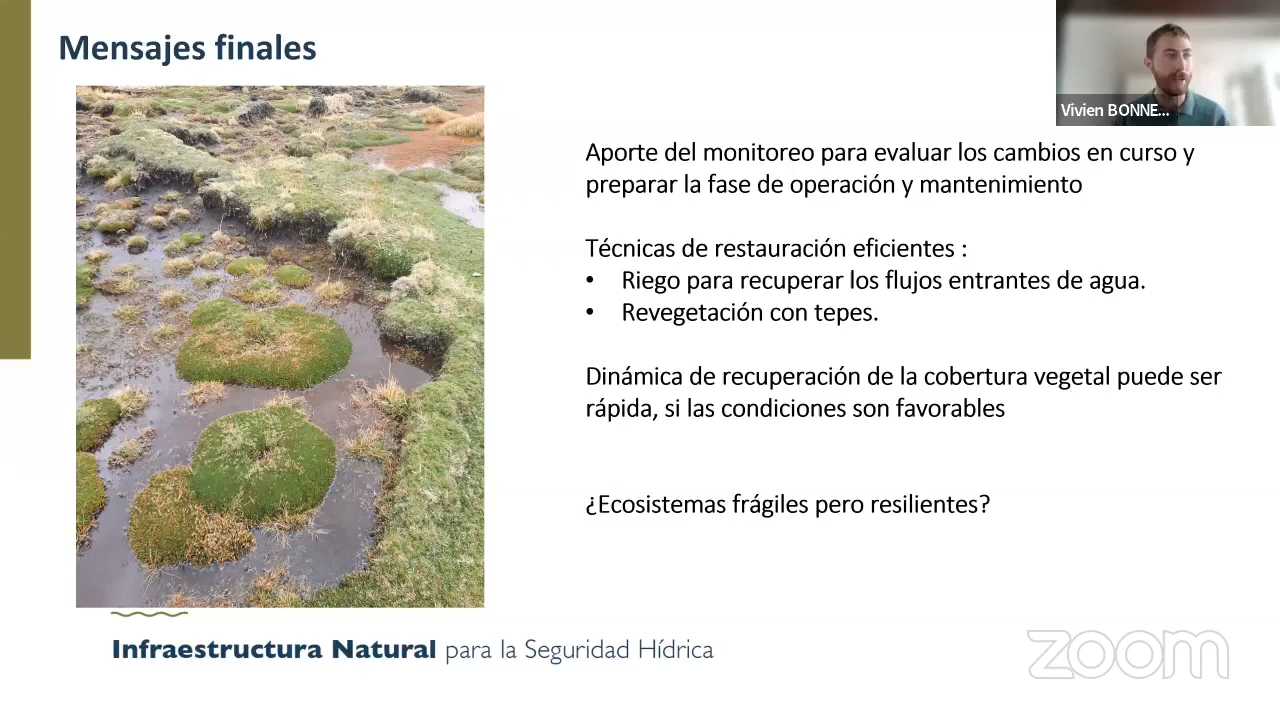 Mensajes finales
Vivien BONNE...
Aporte del monitoreo para evaluar los cambios en curso y
preparar la fase de operación y mantenimiento
Técnicas de restauración eficientes :
• Riego para recuperar los flujos entrantes de agua.
• Revegetación con tepes.
Dinámica de recuperación de la cobertura vegetal puede ser
rápida, si las condiciones son favorables
¿Ecosistemas frágiles pero resilientes?
Infraestructura Natural para la Seguridad Hídrica
zoom